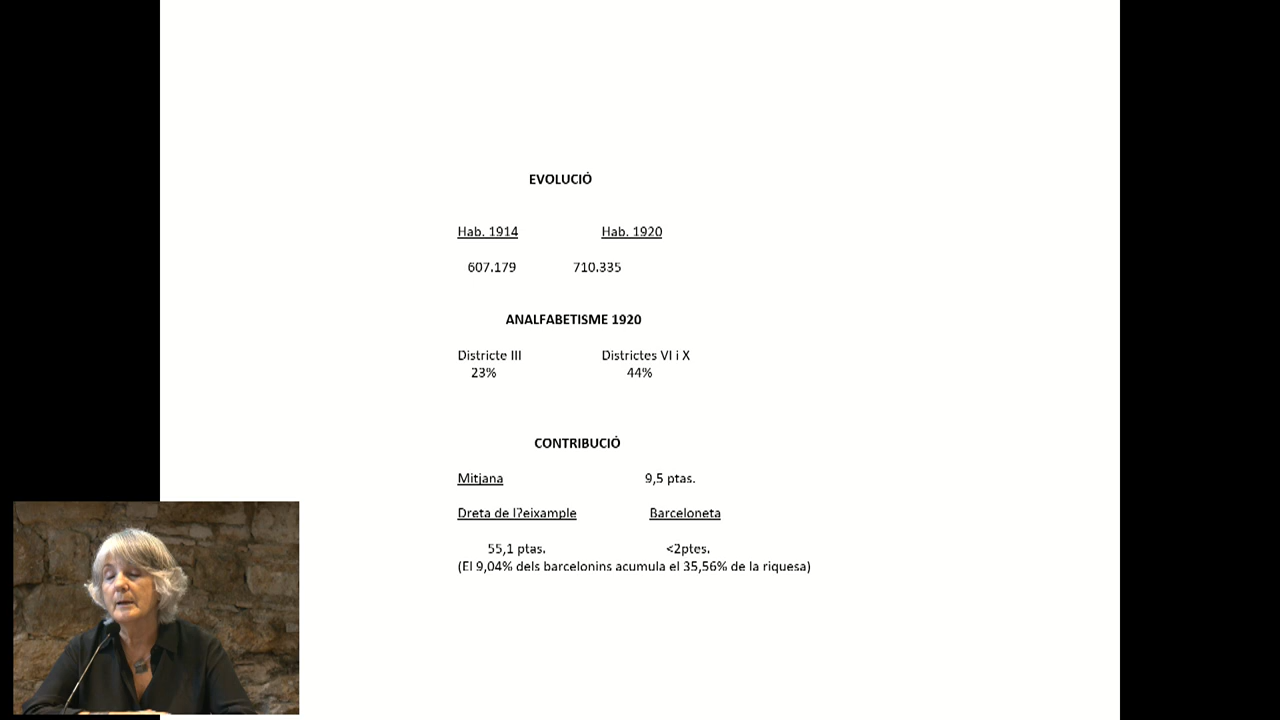 EVOLUCIÓ
Hab. 1914 Hab. 1920
607.179 710.335
ANALFABETISME 1920
Districte III Districtes VI i X
23% 44%
CONTRIBUCIÓ
Mitjana 9,5 ptas.
Dreta de l?eixample Barceloneta
55,1 ptas. <2ptes.
(El 9,04% dels barcelonins acumula el 35,56% de la riquesa)